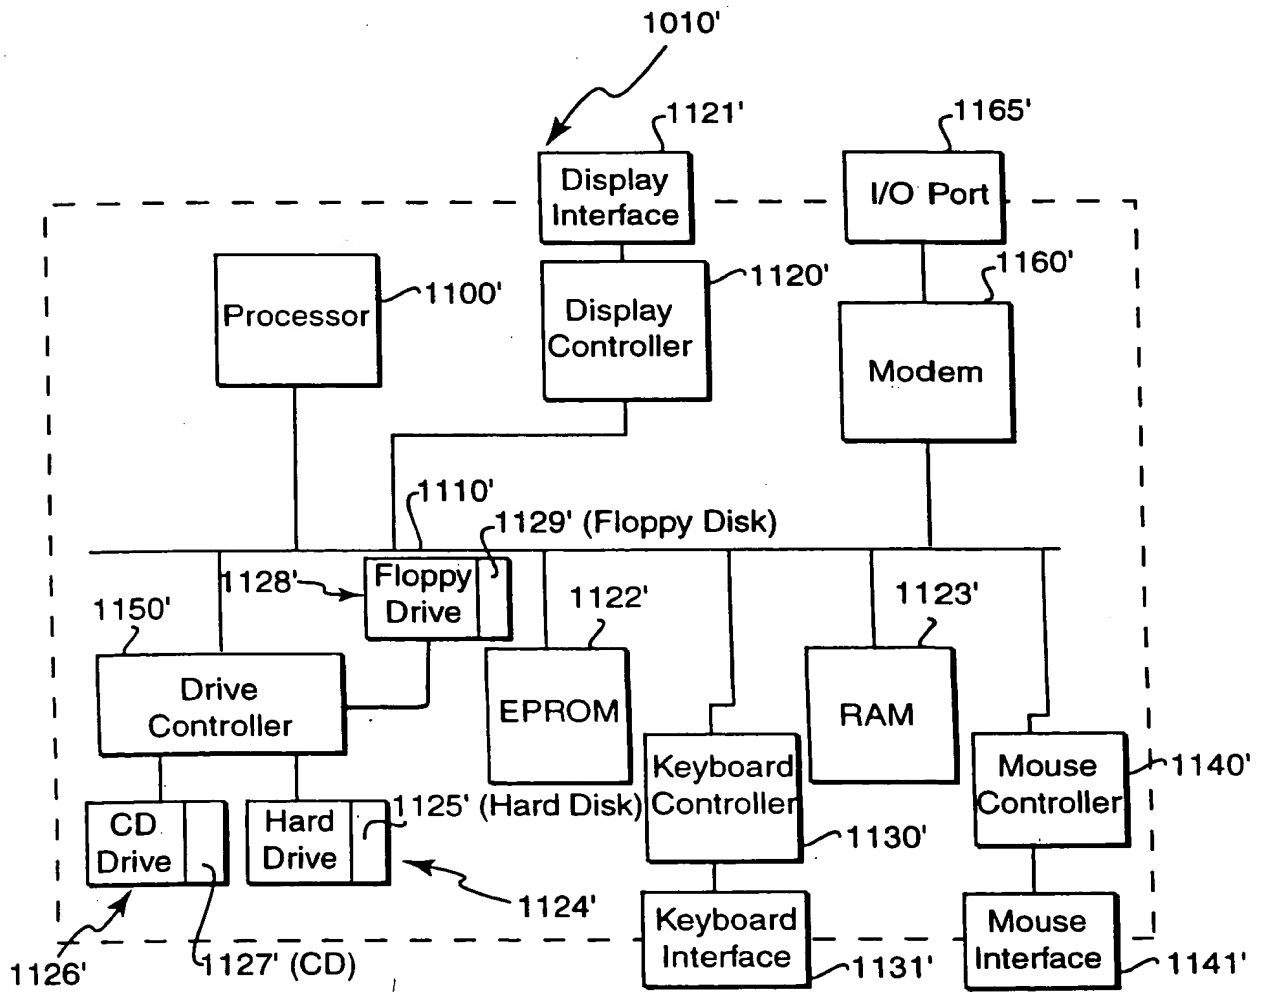 1010'
1121'
1165'
Display
Interface
I/O Port
1120'
1160'
1100'
Processor
Display
Controller
Modem
1110'
1129' (Floppy Disk)
1128'
Floppy
Drive
1122'
1123'
1150'
Drive
Controller
EPROM
RAM
Keyboard
Controller
Mouse
Controller
1140'
CD
Drive
Hard
Drive
1125' (Hard Disk)
1130'
1124'
Keyboard
Interface
Mouse
Interface
1126'
1127' (CD)
1131'
1141'